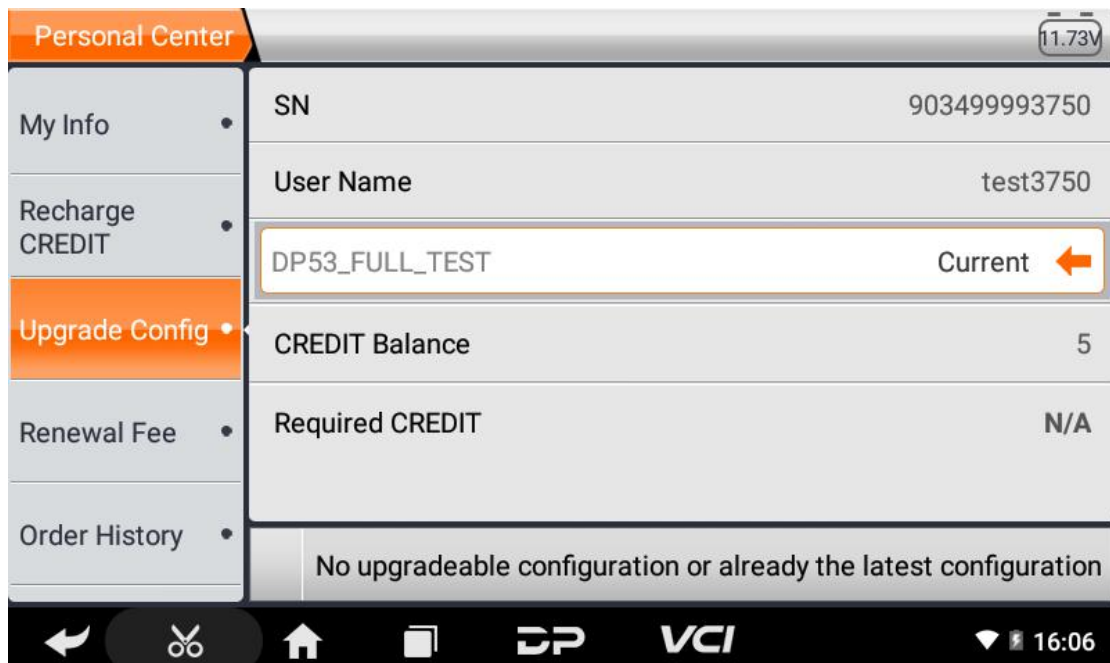 Personal Center
11.73V
My Info
Recharge
CREDIT
Upgrade Config
Renewal Fee
Order History
SN 903499993750
User Name test3750
DP53_FULL_TEST Current
CREDIT Balance 5
Required CREDIT N/A
No upgradeable configuration or already the latest configuration
DP VCI 16:06